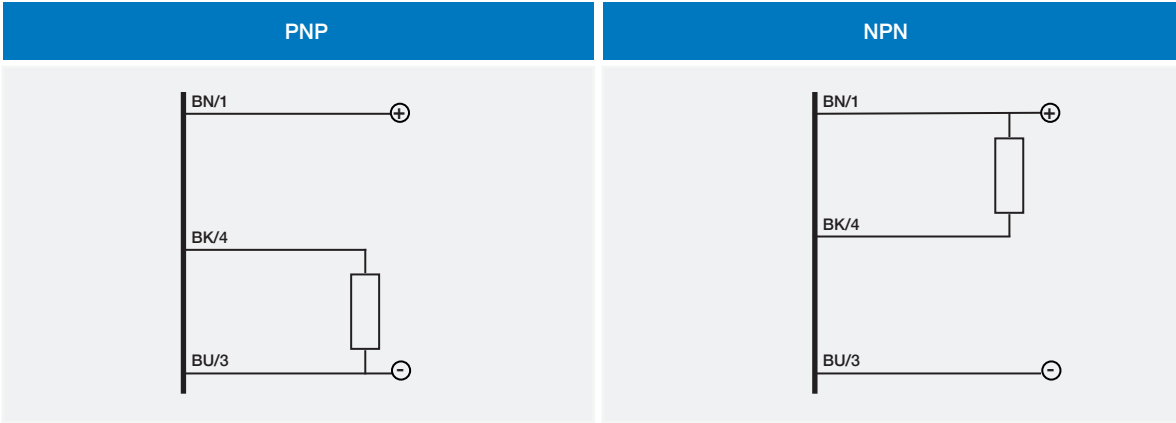 PNP
NPN
BN/1
+
BK/4
BU/3
-
BN/1
+
BK/4
BU/3
-